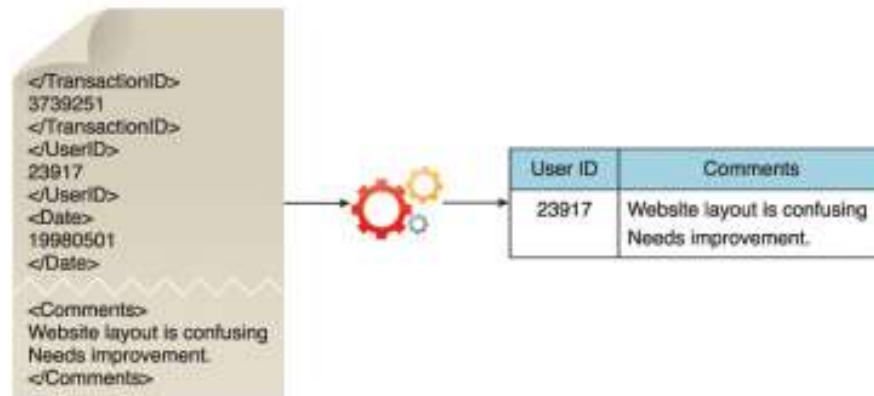 </TransactionID>
3739251
</TransactionID>
</UserID>
23917
</UserID>
<Date>
19980501
</Date>
<Comments>
Website layout is confusing
Needs improvement.
</Comments>
User ID Comments
23917 Website layout is confusing
Needs improvement.